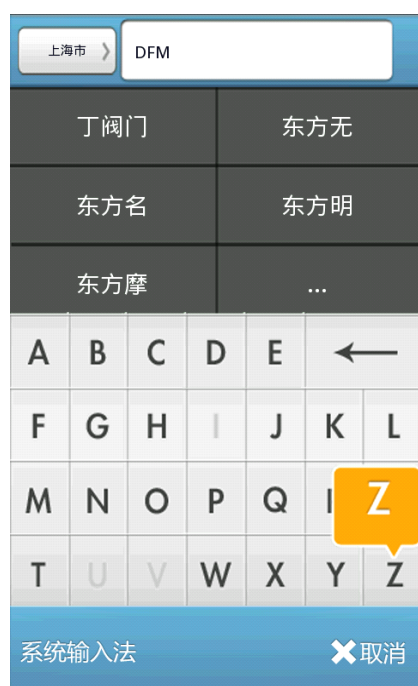 上海市 DFM
丁阀门 东方无
东方名 东方明
东方摩 ...
A B C D E ←
F G H I J K L
M N O P Q Z
T U V W X Y Z
系统输入法 ×取消